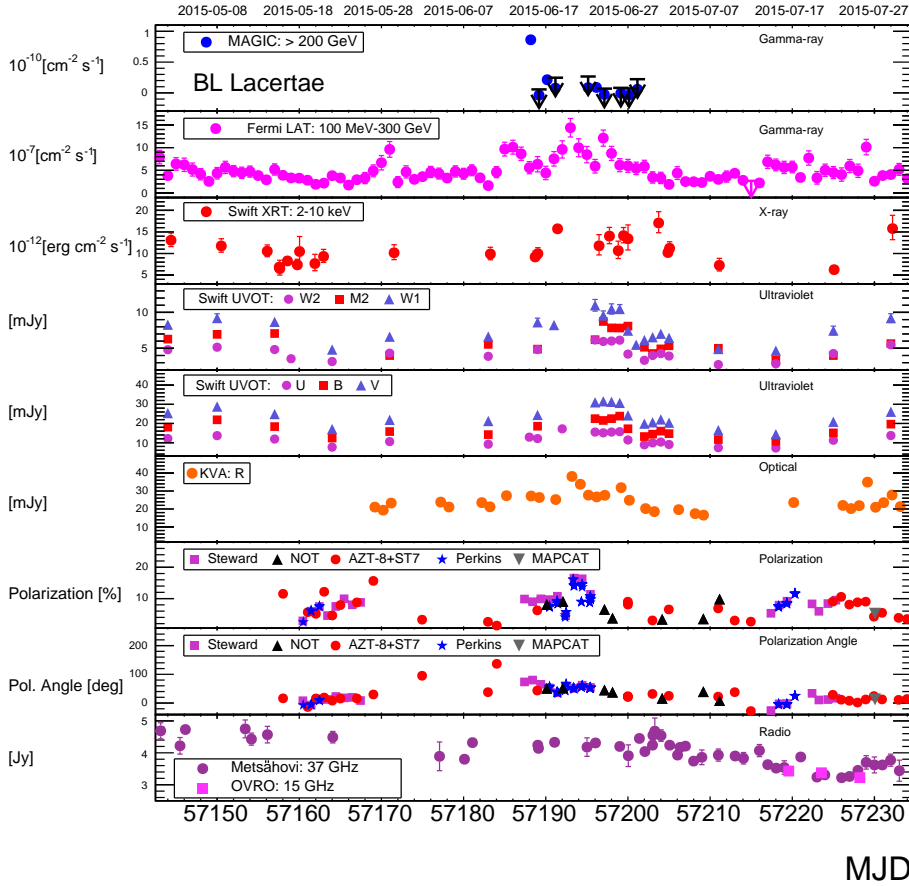 2015-05-08 2015-05-18 2015-05-28 2015-06-07 2015-06-17 2015-06-27 2015-07-07 2015-07-17 2015-07-27
10⁻¹⁰[cm⁻² s⁻¹]
1
0.5
0
MAGIC: > 200 GeV
Gamma-ray
BL Lacertae
10⁻⁷[cm⁻² s⁻¹]
15
10
5
0
Fermi LAT: 100 MeV-300 GeV
Gamma-ray
10⁻¹²[erg cm⁻² s⁻¹]
20
15
10
5
Swift XRT: 2-10 keV
X-ray
[mJy]
10
5
Swift UVOT: W2 M2 W1
Ultraviolet
[mJy]
40
30
20
10
Swift UVOT: U B V
Ultraviolet
[mJy]
40
30
20
10
KVA: R
Optical
Polarization [%]
20
10
Steward NOT AZT-8+ST7 Perkins MAPCAT
Polarization
Pol. Angle [deg]
200
100
0
Steward NOT AZT-8+ST7 Perkins MAPCAT
Polarization Angle
[Jy]
5
4
3
Radio
Metsähovi: 37 GHz
OVRO: 15 GHz
57150 57160 57170 57180 57190 57200 57210 57220 57230
MJD